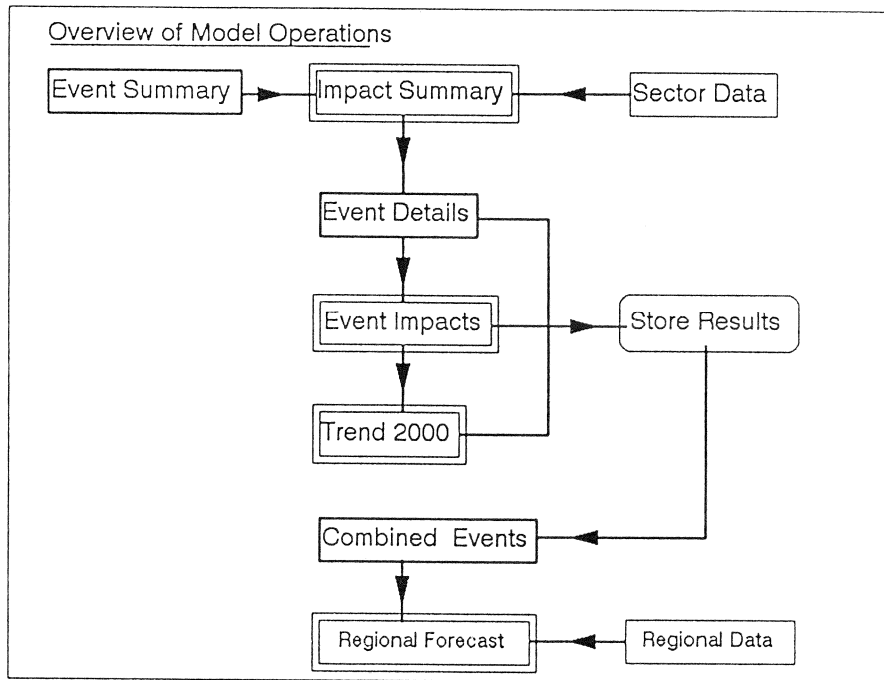 Overview of Model Operations
Event Summary
Impact Summary
Sector Data
Event Details
Event Impacts
Store Results
Trend 2000
Combined Events
Regional Forecast
Regional Data